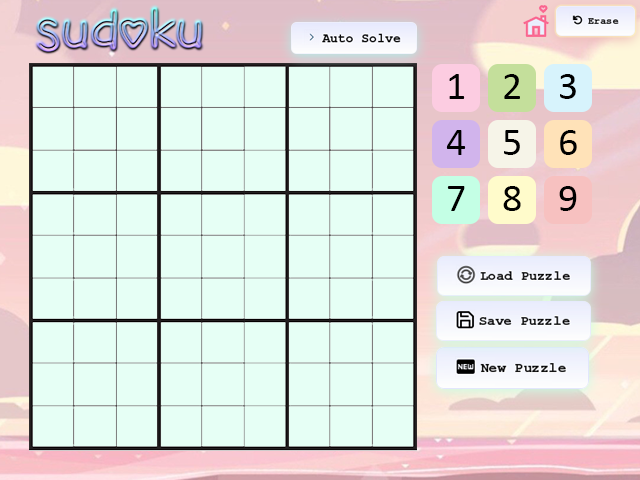 sudoku
> Auto Solve
Erase
1 2 3
4 5 6
7 8 9
Load Puzzle
Save Puzzle
NEW New Puzzle